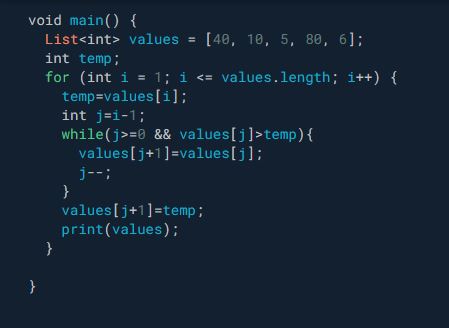 void main() {
  List<int> values = [40, 10, 5, 80, 6];
  int temp;
  for (int i = 1; i <= values.length; i++) {
    temp=values[i];
    int j=i-1;
    while(j>=0 && values[j]>temp){
      values[j+1]=values[j];
      j--;
    }
    values[j+1]=temp;
    print(values);
  }
}